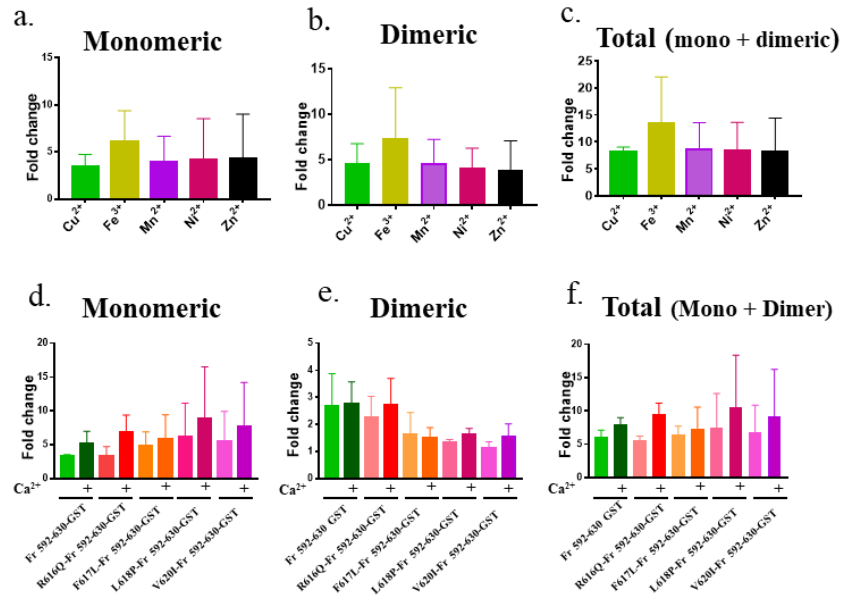 a.
Monomeric
Fold change
15
10
5
0
Cu²⁺
Fe³⁺
Mn²⁺
Ni²⁺
Zn²⁺
b.
Dimeric
Fold change
15
10
5
0
Cu²⁺
Fe³⁺
Mn²⁺
Ni²⁺
Zn²⁺
c.
Total (mono + dimeric)
Fold change
25
20
15
10
5
0
Cu²⁺
Fe³⁺
Mn²⁺
Ni²⁺
Zn²⁺
d.
Monomeric
Fold change
20
15
10
5
0
Ca²⁺
+ + + + +
Fr 592-630-GST
R616Q-Fr 592-630-GST
F617L-Fr 592-630-GST
L618P-Fr 592-630-GST
V620I-Fr 592-630-GST
e.
Dimeric
Fold change
5
4
3
2
1
0
Ca²⁺
+ + + + +
Fr 592-630 GST
R616Q-Fr 592-630-GST
F617L-Fr 592-630-GST
L618P-Fr 592-630-GST
V620I-Fr 592-630-GST
f.
Total (Mono + Dimer)
Fold change
20
15
10
5
0
Ca²⁺
+ + + + +
Fr 592-630 GST
R616Q-Fr 592-630-GST
F617L-Fr 592-630-GST
L618P-Fr 592-630-GST
V620I-Fr 592-630-GST